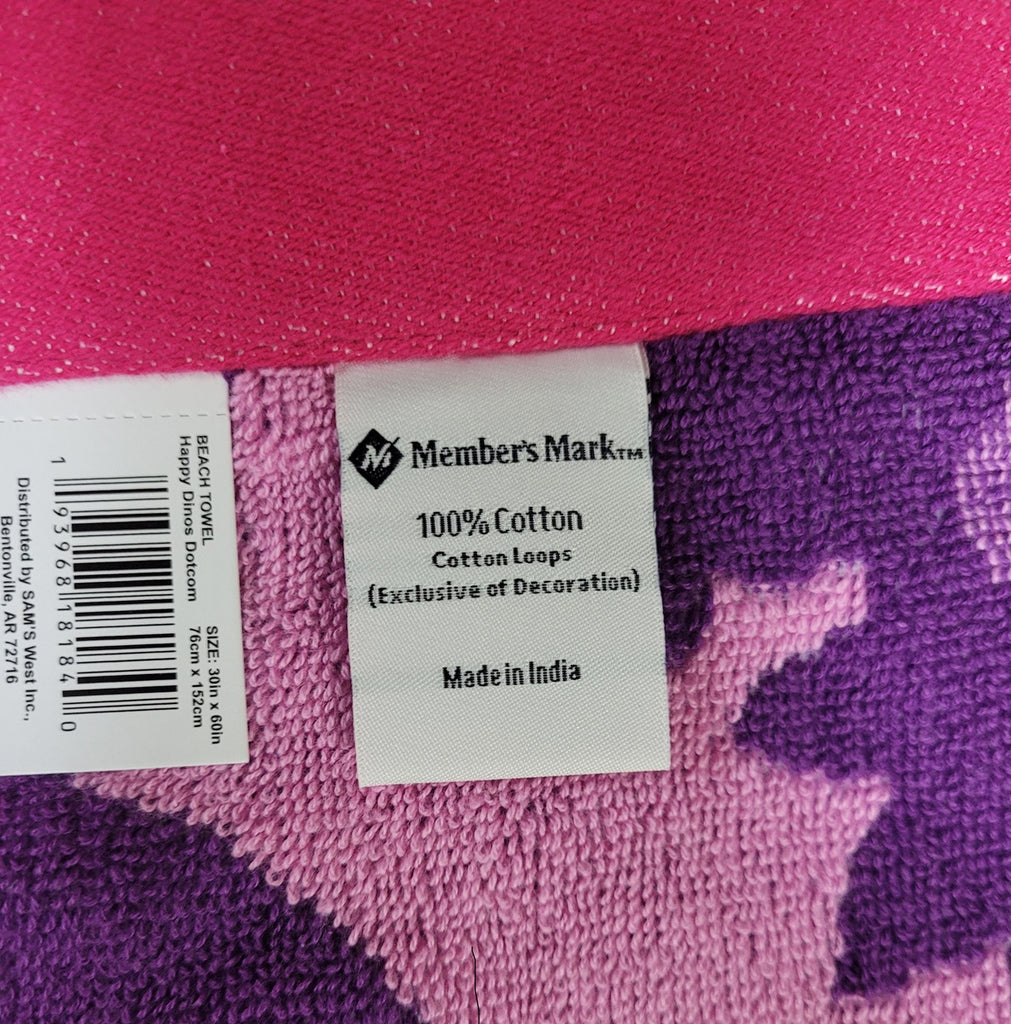 Member's Mark™
100% Cotton
Cotton Loops
(Exclusive of Decoration)
Made in India
BEACH TOWEL
Happy Dinos Dotcom
SIZE: 30in x 60in
76cm x 152cm
1 93968 18184 0
Distributed by SAM'S West Inc.,
Bentonville, AR 72716